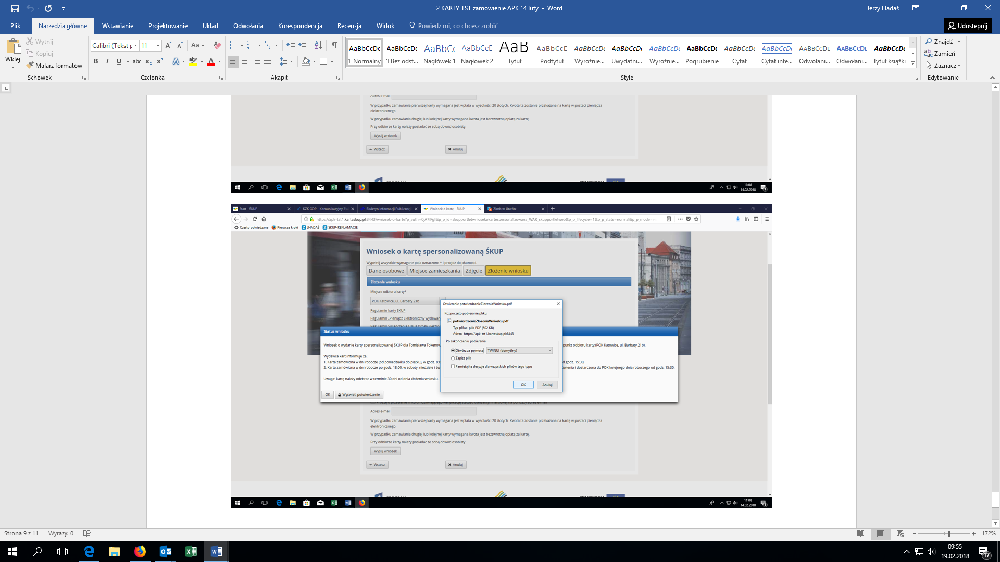 2 KARTY TST zamówienie APK 14 luty - Word
Jerzy Hadaś
Plik Narzędzia główne Wstawianie Projektowanie Układ Odwołania Korespondencja Recenzja Widok Powiedz mi, co chcesz zrobić Udostępnij
Wklej
Wytnij
Kopiuj
Malarz formatów
Schowek
Calibri (Tekst 11
Czcionka
Akapit
AaBbCcDc AaBbCcDc AaBbCc AaBbCcD AaB AaBbCcD AaBbCcDc AaBbCcDc AaBbCcDc AaBbCcDc AaBbCcDc AaBbCcDc AaBbCcDd AaBbCcDd AaBbCcDc
¶ Normalny ¶ Bez odst... Nagłówek 1 Nagłówek 2 Tytuł Podtytuł Wyróżnie... Uwydatni... Wyróżnie... Pogrubienie Cytat Cytat inte... Odwołani... Odwołani... Tytuł książki
Style
Znajdź
Zamień
Zaznacz
Edytowanie
Adres e-mail
W przypadku zamawiania pierwszej karty wymagana jest wpłata w wysokości 20 złotych. Kwota ta zostanie przekazana na kartę w postaci pieniądza
elektronicznego.
W przypadku zamawiania drugiej lub kolejnej karty wymagana kwota jest bezzwrotną opłatą za kartę.
Przy odbiorze karty należy posiadać ze sobą dowód osobisty.
Wyślij wniosek
Wstecz Anuluj
11:08
14.02.2018
Start - ŚKUP KZK GOP - Komunikacyjny Biuletyn Informacji Publicznej Wniosek o kartę - ŚKUP Zimbra: Utwórz
https://apk-tst1.kartaskup.pl:8443/wniosek-o-karte?p_auth=0jA7iPgf&p_p_id=skupportletwniosekokartespersonalizowana_WAR_skupportletweb&p_p_lifecycle=1&p_p_state=normal&p_p_mode=
Często odwiedzane Pierwsze kroki JHADAŚ SKUP-REKLAMACJE
Wniosek o kartę spersonalizowaną ŚKUP
Wypełnij wszystkie wymagane pola oznaczone * i przejdź do płatności.
Dane osobowe Miejsce zamieszkania Zdjęcie Złożenie wniosku
Złożenie wniosku
Miejsce odbioru karty*
POK Katowice, ul. Barbaty 21b
Regulamin karty ŚKUP
Regulamin „Pieniądz Elektroniczny wydawan
Otwieranie potwierdzenieZlozeniaWniosku.pdf
Rozpoczęto pobieranie pliku:
potwierdzenieZlozeniaWniosku.pdf
Typ pliku: plik PDF (502 KB)
Adres: https://apk-tst1.kartaskup.pl:8443
Po zakończeniu pobierania:
Otwórz za pomocą TWINUI (domyślny)
Zapisz plik
Pamiętaj tę decyzję dla wszystkich plików tego typu
OK Anuluj
Status wniosku
Wniosek o wydanie karty spersonalizowanej ŚKUP dla Tomisława Tokenow punkt odbioru karty:(POK Katowice, ul. Barbaty 21b).
Wydawca kart informuje że:
1. Karta zamówiona w dni robocze (od poniedziałku do piątku), w godz. 8:0 d godz. 15:30,
2. Karta zamówiona w dni robocze po godz. 18:00, w soboty, niedziele i św ówienia i dostarczona do POK kolejnego dnia roboczego od godz. 15:30.
Uwaga: kartę należy odebrać w terminie 30 dni od dnia złożenia wniosku.
OK Wyświetl potwierdzenie
Adres e-mail
W przypadku zamawiania pierwszej karty wymagana jest wpłata w wysokości 20 złotych. Kwota ta zostanie przekazana na kartę w postaci pieniądza
elektronicznego.
W przypadku zamawiania drugiej lub kolejnej karty wymagana kwota jest bezzwrotną opłatą za kartę.
Przy odbiorze karty należy posiadać ze sobą dowód osobisty.
Wyślij wniosek
Wstecz Anuluj
11:08
14.02.2018
Strona 9 z 11 Wyrazy: 0
172%
09:55
19.02.2018
17